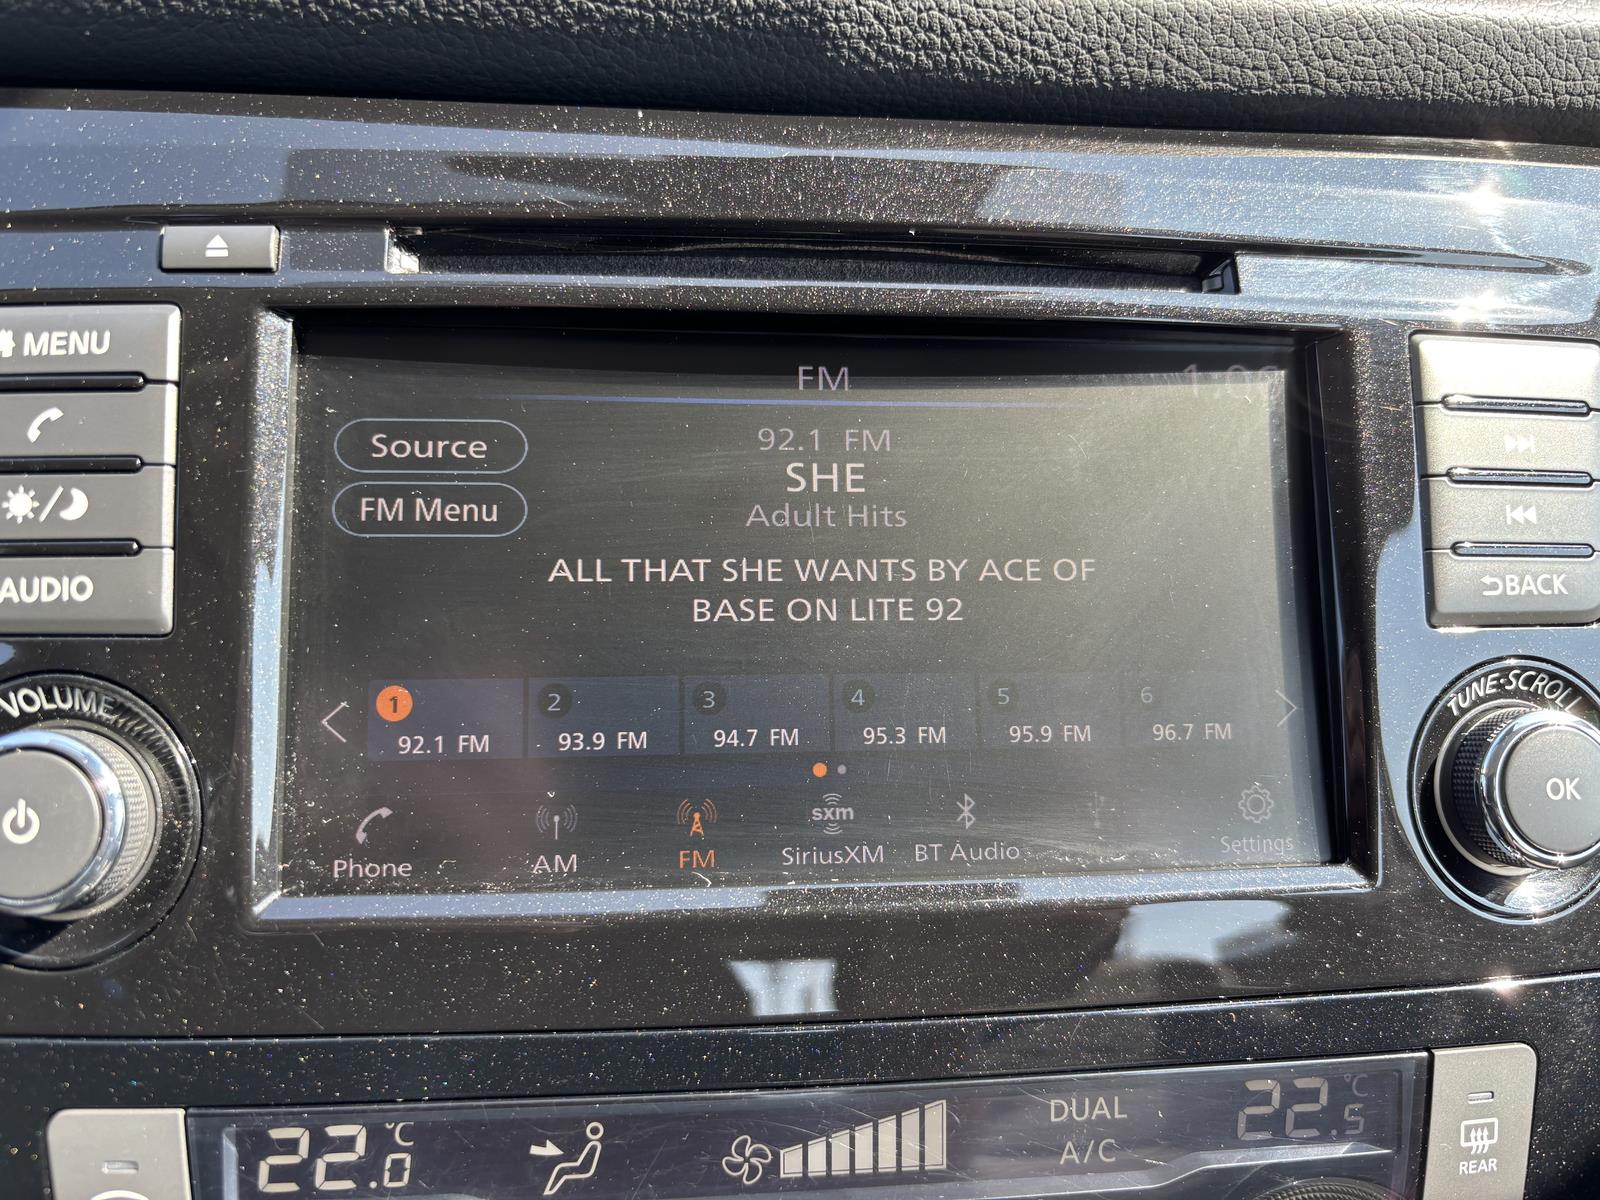 MENU
AUDIO
VOLUME
FM
Source
FM Menu
92.1 FM
SHE
Adult Hits
ALL THAT SHE WANTS BY ACE OF
BASE ON LITE 92
1
92.1 FM
2
93.9 FM
3
94.7 FM
4
95.3 FM
5
95.9 FM
6
96.7 FM
Phone
AM
FM
sxm
SiriusXM
BT Audio
Settings
BACK
TUNE·SCROLL
OK
22.0 °C
DUAL
A/C
22.5 °C
REAR